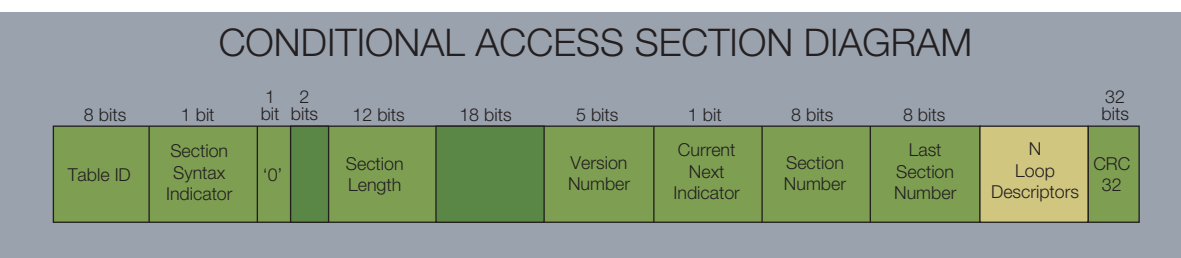 CONDITIONAL ACCESS SECTION DIAGRAM
8 bits
1 bit
1
bit
2
bits
12 bits
18 bits
5 bits
1 bit
8 bits
8 bits
32
bits
Table ID
Section
Syntax
Indicator
'0'
Section
Length
Version
Number
Current
Next
Indicator
Section
Number
Last
Section
Number
N
Loop
Descriptors
CRC
32